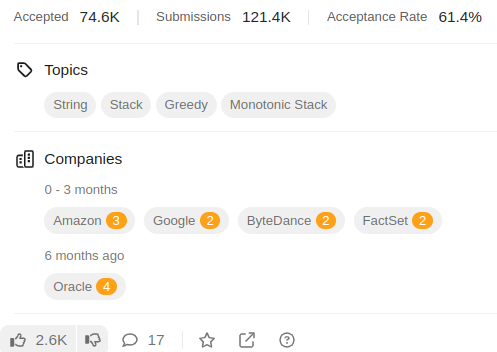 Accepted 74.6K Submissions 121.4K Acceptance Rate 61.4%
Topics
String Stack Greedy Monotonic Stack
Companies
0 - 3 months
Amazon 3 Google 2 ByteDance 2 FactSet 2
6 months ago
Oracle 4
2.6K 17